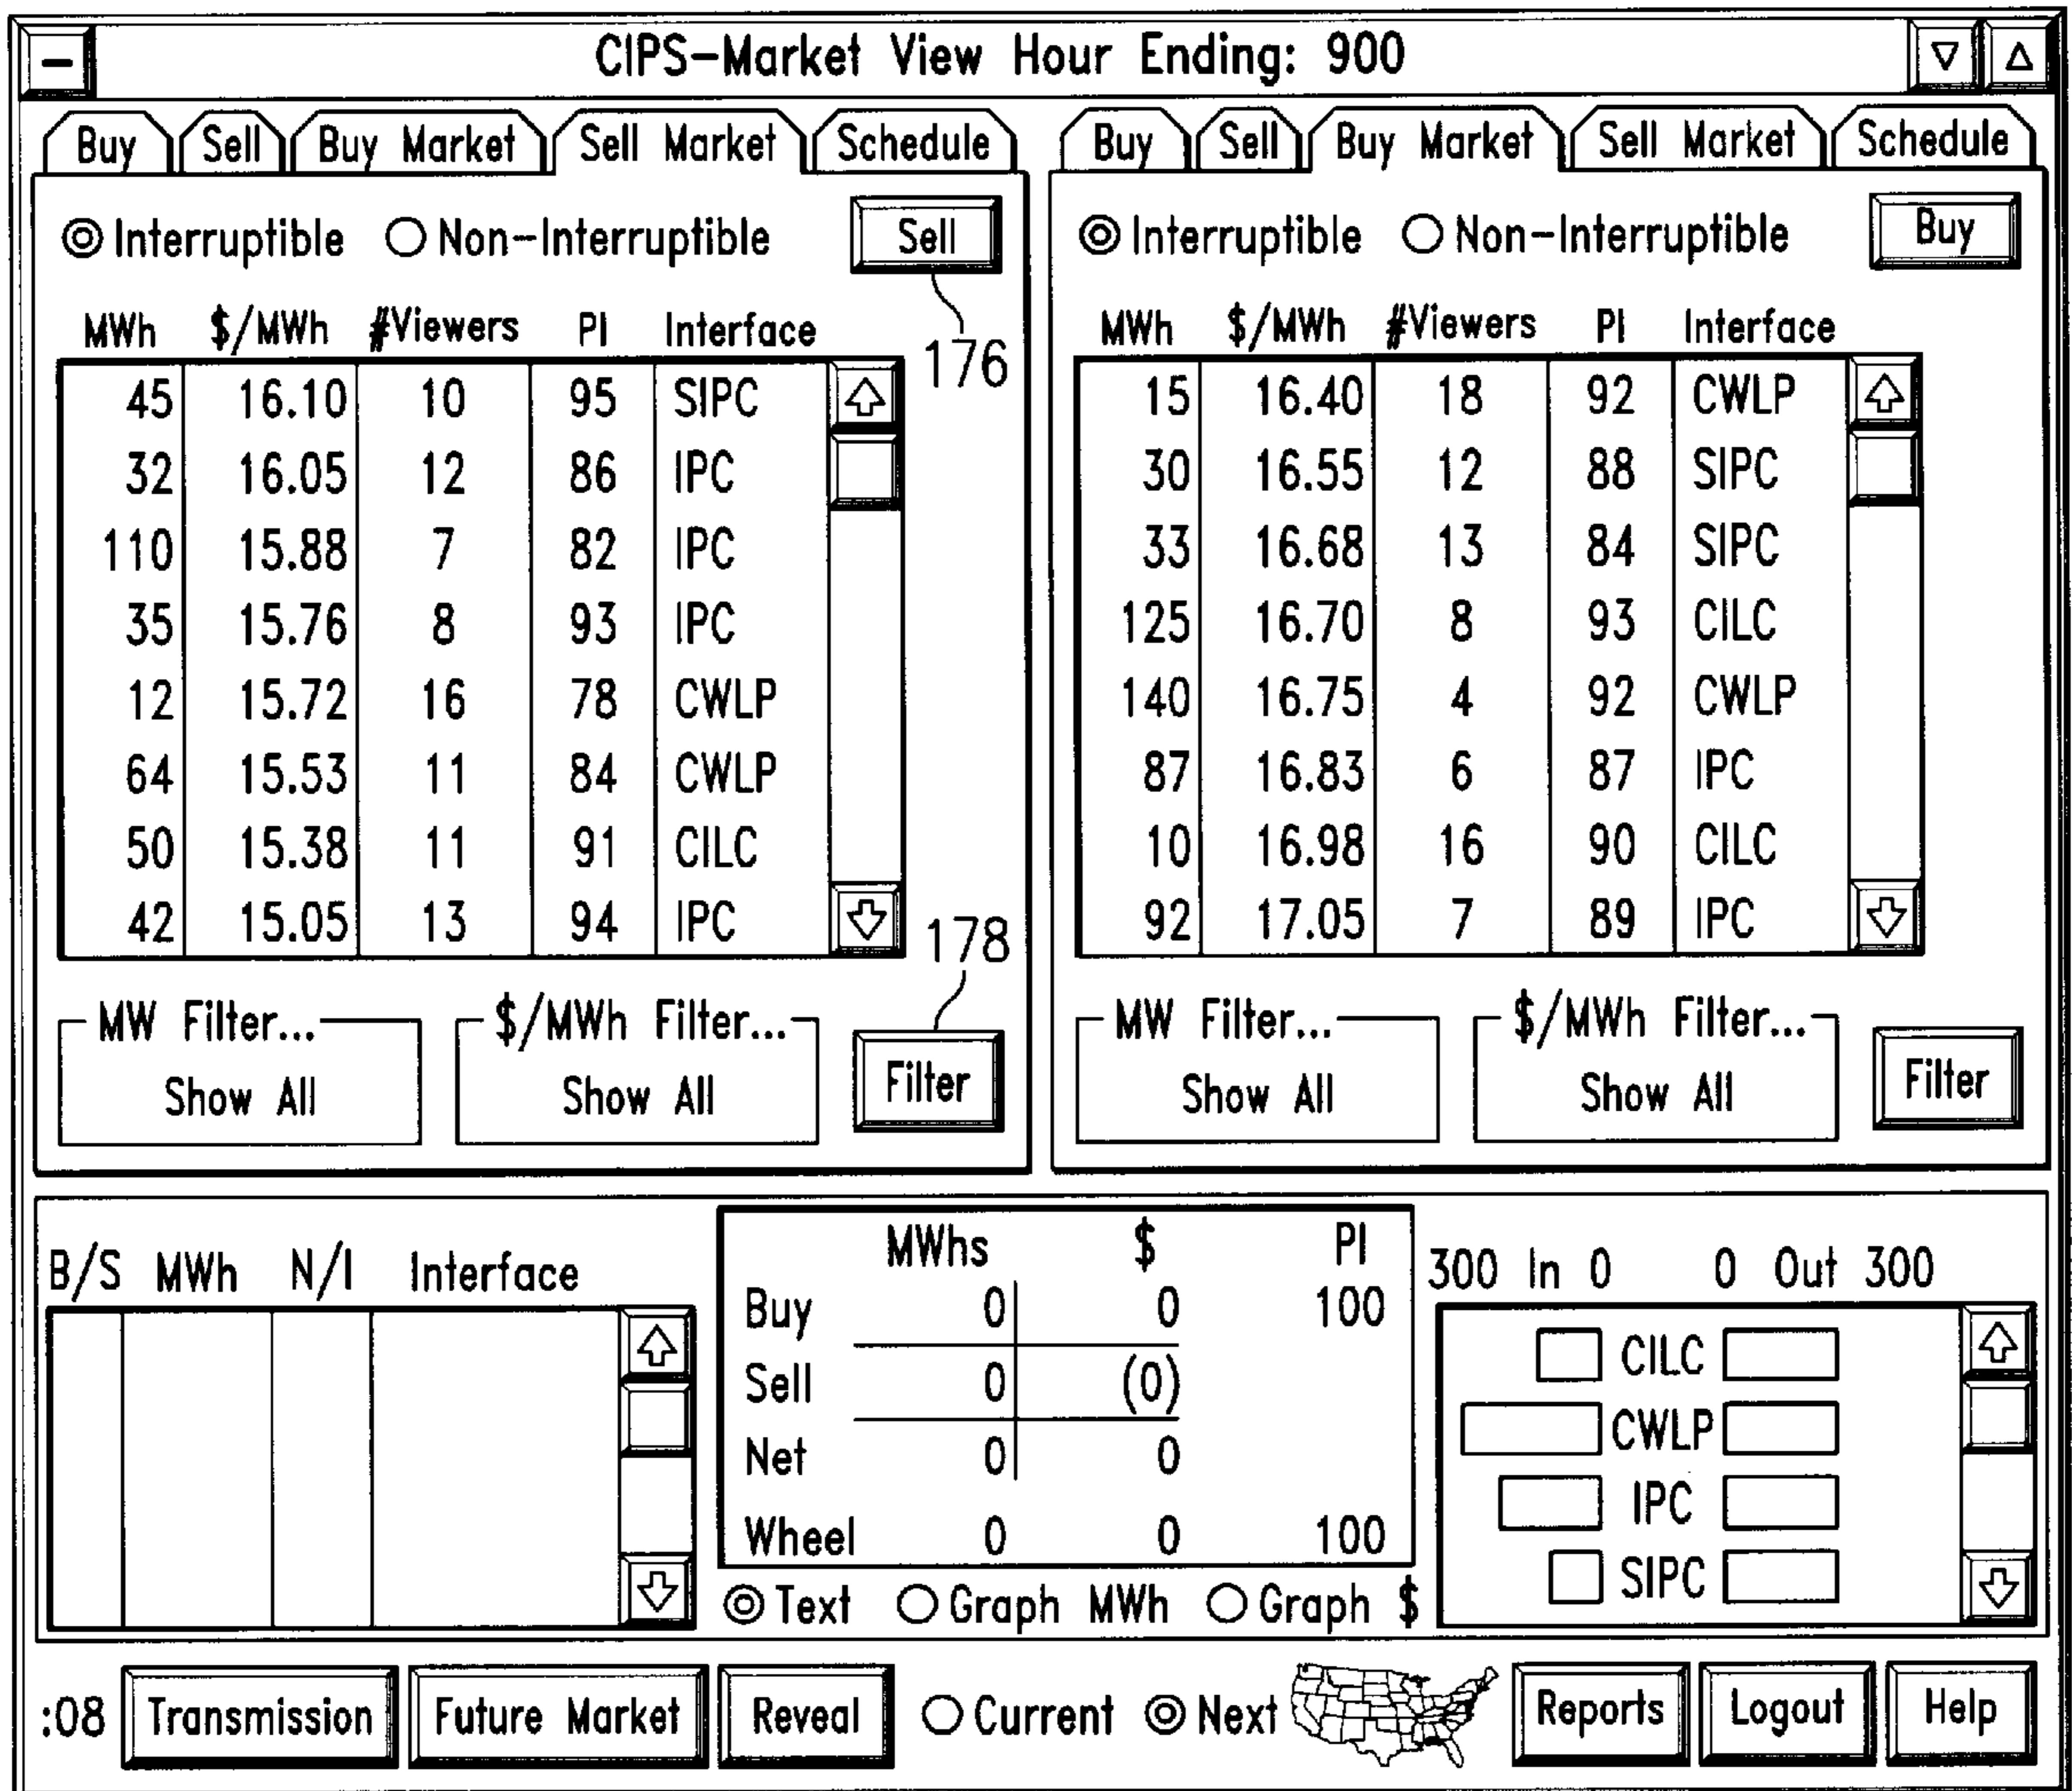 CIPS-Market View Hour Ending: 900
Buy Sell Buy Market Sell Market Schedule
Interruptible Non-Interruptible Sell
176
MWh $/MWh #Viewers PI Interface
45 16.10 10 95 SIPC
32 16.05 12 86 IPC
110 15.88 7 82 IPC
35 15.76 8 93 IPC
12 15.72 16 78 CWLP
64 15.53 11 84 CWLP
50 15.38 11 91 CILC
42 15.05 13 94 IPC
178
MW Filter... $/MWh Filter...
Show All Show All Filter
Buy Sell Buy Market Sell Market Schedule
Interruptible Non-Interruptible Buy
MWh $/MWh #Viewers PI Interface
15 16.40 18 92 CWLP
30 16.55 12 88 SIPC
33 16.68 13 84 SIPC
125 16.70 8 93 CILC
140 16.75 4 92 CWLP
87 16.83 6 87 IPC
10 16.98 16 90 CILC
92 17.05 7 89 IPC
MW Filter... $/MWh Filter...
Show All Show All Filter
B/S MWh N/I Interface
MWhs $ PI
Buy 0 0 100
Sell 0 (0)
Net 0 0
Wheel 0 0 100
Text Graph MWh Graph $
300 In 0 0 Out 300
CILC
CWLP
IPC
SIPC
:08 Transmission Future Market Reveal Current Next Reports Logout Help